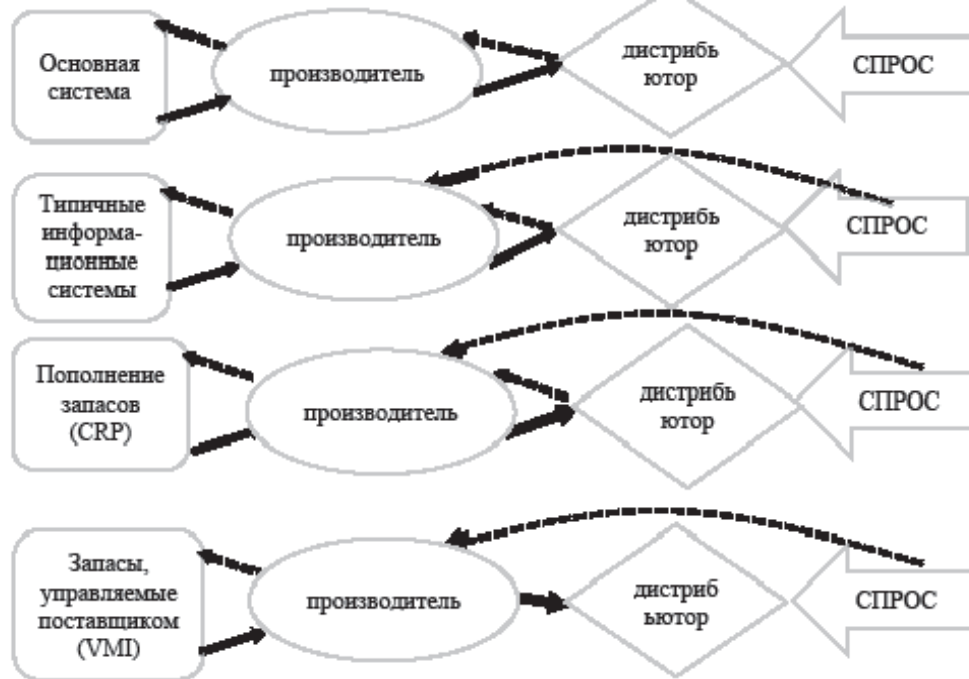 Основная
система
производитель
дистрибь
ютор
СПРОС
Типичные
информа-
ционные
системы
производитель
дистрибь
ютор
СПРОС
Пополнение
запасов
(CRP)
производитель
дистрибь
ютор
СПРОС
Запасы,
управляемые
поставщиком
(VMI)
производитель
дистриб
ьютор
СПРОС